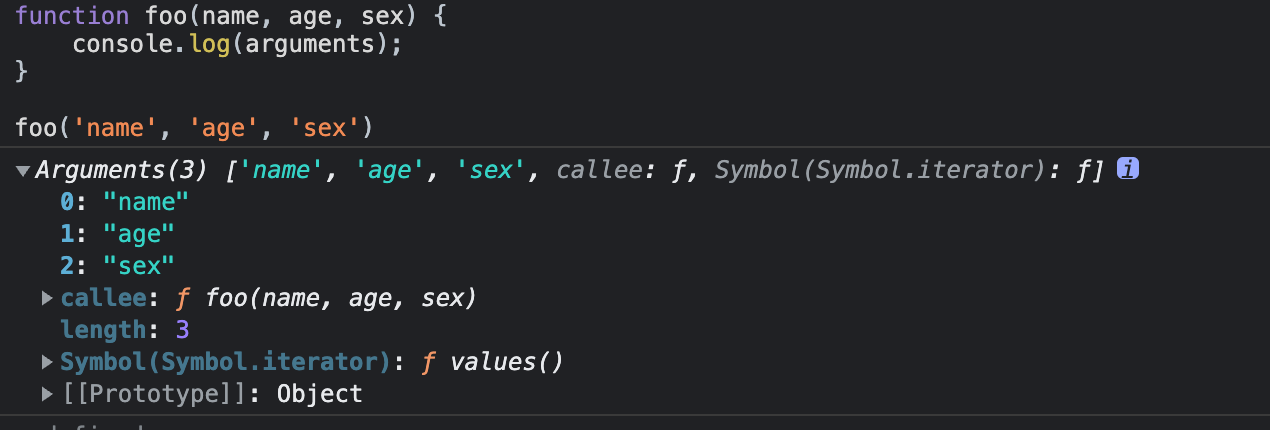 function foo(name, age, sex) {
    console.log(arguments);
}
foo('name', 'age', 'sex')
Arguments(3) ['name', 'age', 'sex', callee: ƒ, Symbol(Symbol.iterator): ƒ] i
0: "name"
1: "age"
2: "sex"
callee: ƒ foo(name, age, sex)
length: 3
Symbol(Symbol.iterator): ƒ values()
[[Prototype]]: Object